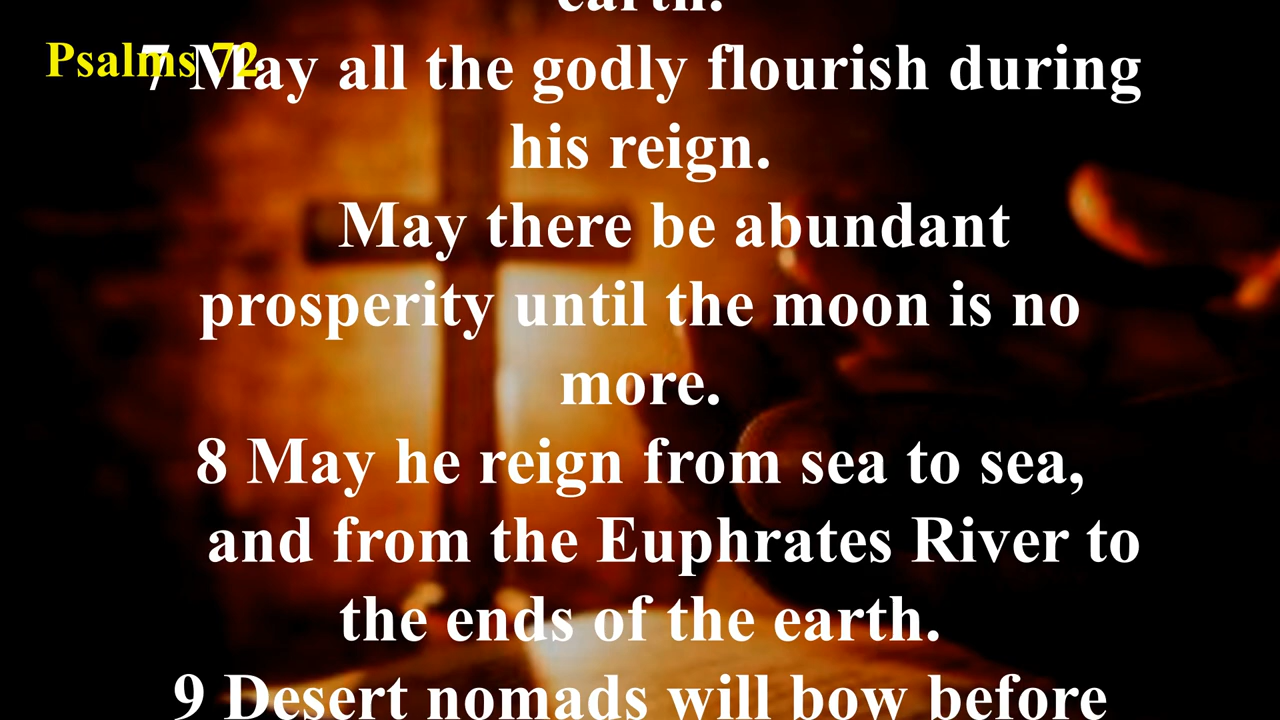 earth.
Psalms 72
7 May all the godly flourish during
his reign.
May there be abundant
prosperity until the moon is no
more.
8 May he reign from sea to sea,
and from the Euphrates River to
the ends of the earth.
9 Desert nomads will bow before